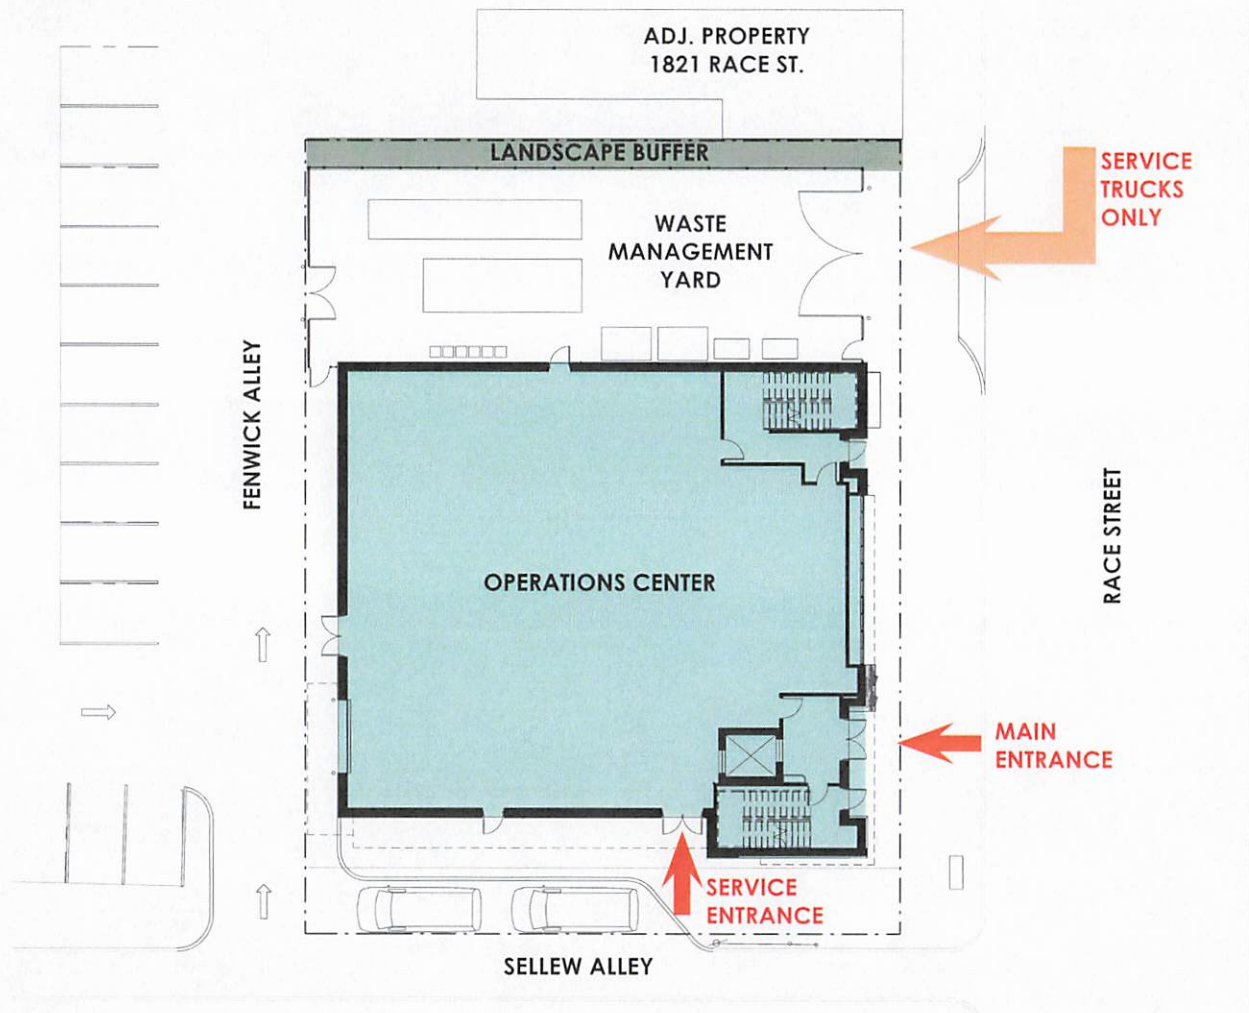 ADJ. PROPERTY
1821 RACE ST.
LANDSCAPE BUFFER
SERVICE
TRUCKS
ONLY
WASTE
MANAGEMENT
YARD
FENWICK ALLEY
RACE STREET
OPERATIONS CENTER
MAIN
ENTRANCE
SERVICE
ENTRANCE
SELLEW ALLEY